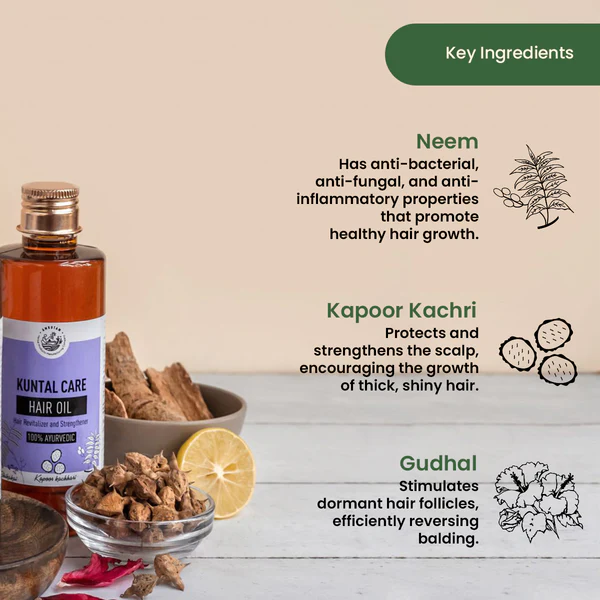 Key Ingredients
Neem
Has anti-bacterial,
anti-fungal, and anti-
inflammatory properties
that promote
healthy hair growth.
Kapoor Kachri
Protects and
strengthens the scalp,
encouraging the growth
of thick, shiny hair.
Gudhal
Stimulates
dormant hair follicles,
efficiently reversing
balding.
KUNTAL CARE
HAIR OIL
Hair Revitalizer and Strengthener
100% AYURVEDIC
Kapoor kachhari